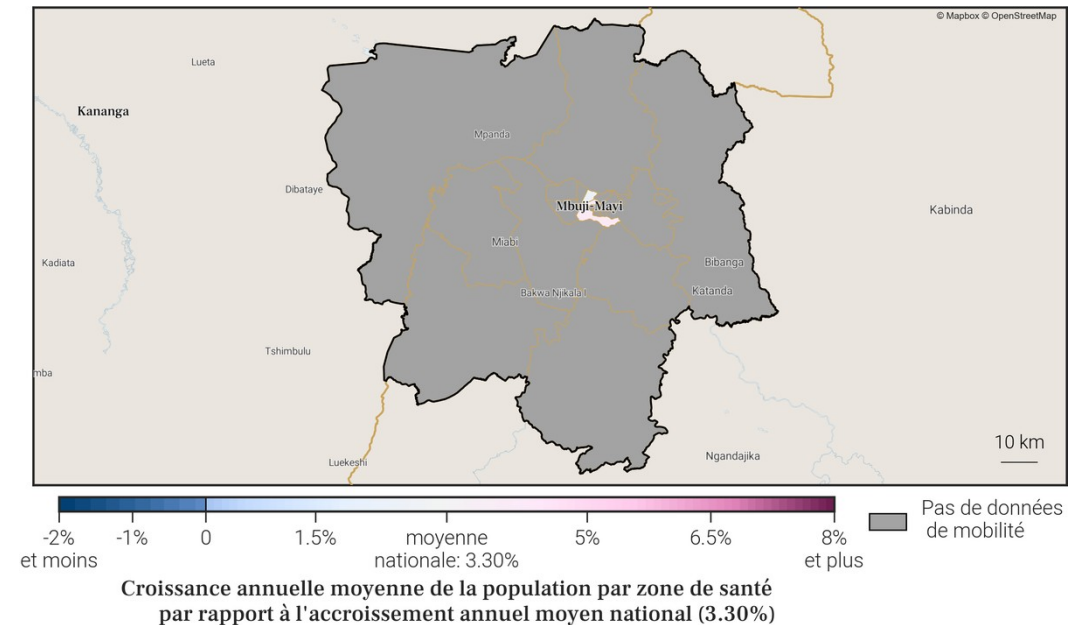 © Mapbox © OpenStreetMap
Lueta
Kananga
Mpanda
Dibataye
Mbuji-Mayi
Kabinda
Miabi
Kadiata
Bibanga
Bakwa Njikala I
Katanda
Tshimbulu
mba
10 km
Luekeshi
Ngandajika
Pas de données
de mobilité
-2% -1% 0 1.5% moyenne 5% 6.5% 8%
et moins nationale: 3.30% et plus
Croissance annuelle moyenne de la population par zone de santé
par rapport à l'accroissement annuel moyen national (3.30%)